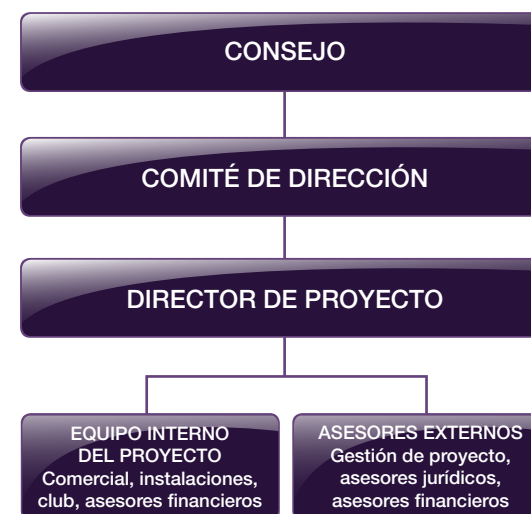 CONSEJO
COMITÉ DE DIRECCIÓN
DIRECTOR DE PROYECTO
EQUIPO INTERNO
DEL PROYECTO
Comercial, instalaciones,
club, asesores financieros
ASESORES EXTERNOS
Gestión de proyecto,
asesores jurídicos,
asesores financieros